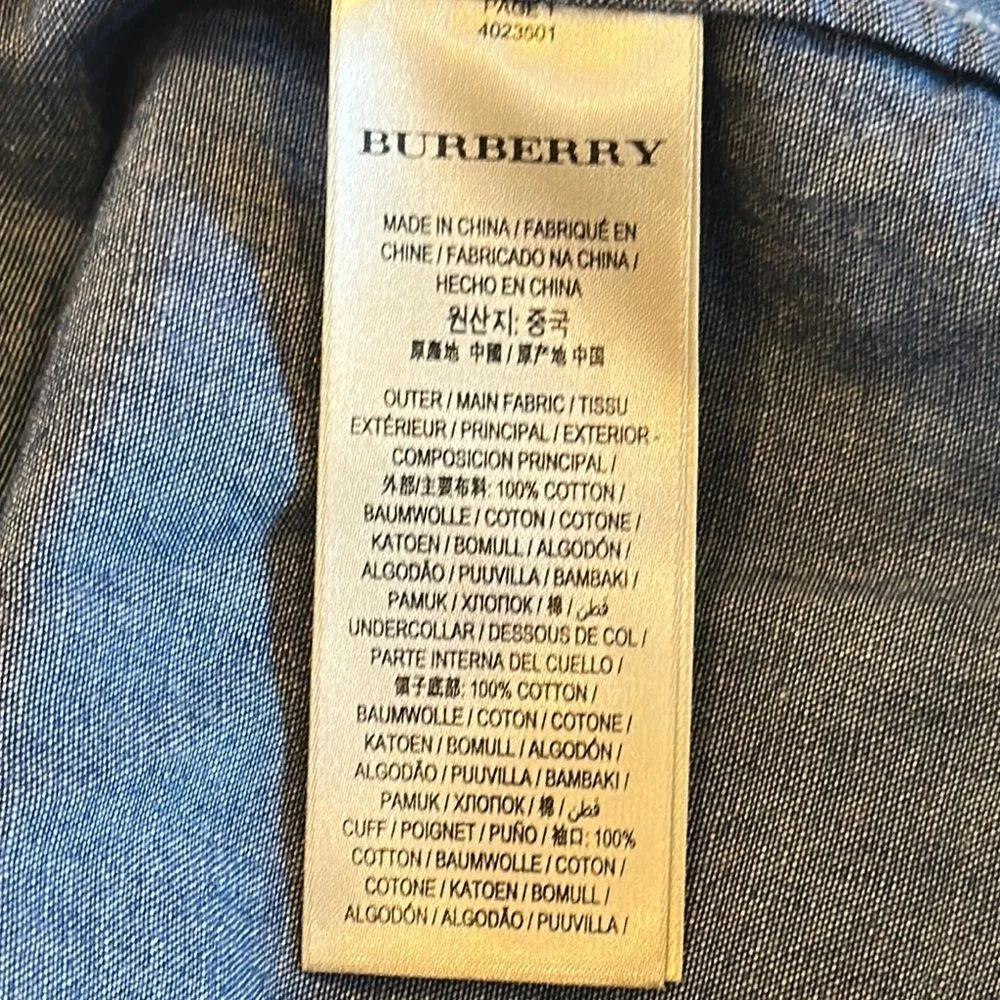 PAGE 1
4023601
BURBERRY
MADE IN CHINA / FABRIQUÉ EN
CHINE / FABRICADO NA CHINA /
HECHO EN CHINA
원산지: 중국
原產地 中國 / 原产地 中国
OUTER / MAIN FABRIC / TISSU
EXTÉRIEUR / PRINCIPAL / EXTERIOR -
COMPOSICION PRINCIPAL /
外部/主要布料: 100% COTTON /
BAUMWOLLE / COTON / COTONE /
KATOEN / BOMULL / ALGODÓN /
ALGODÃO / PUUVILLA / BAMBAKI /
PAMUK / ХЛОПОК / 棉 / قطن
UNDERCOLLAR / DESSOUS DE COL /
PARTE INTERNA DEL CUELLO /
領子底部: 100% COTTON /
BAUMWOLLE / COTON / COTONE /
KATOEN / BOMULL / ALGODÓN /
ALGODÃO / PUUVILLA / BAMBAKI /
PAMUK / ХЛОПОК / 棉 / قطن
CUFF / POIGNET / PUÑO / 袖口: 100%
COTTON / BAUMWOLLE / COTON /
COTONE / KATOEN / BOMULL /
ALGODÓN / ALGODÃO / PUUVILLA /